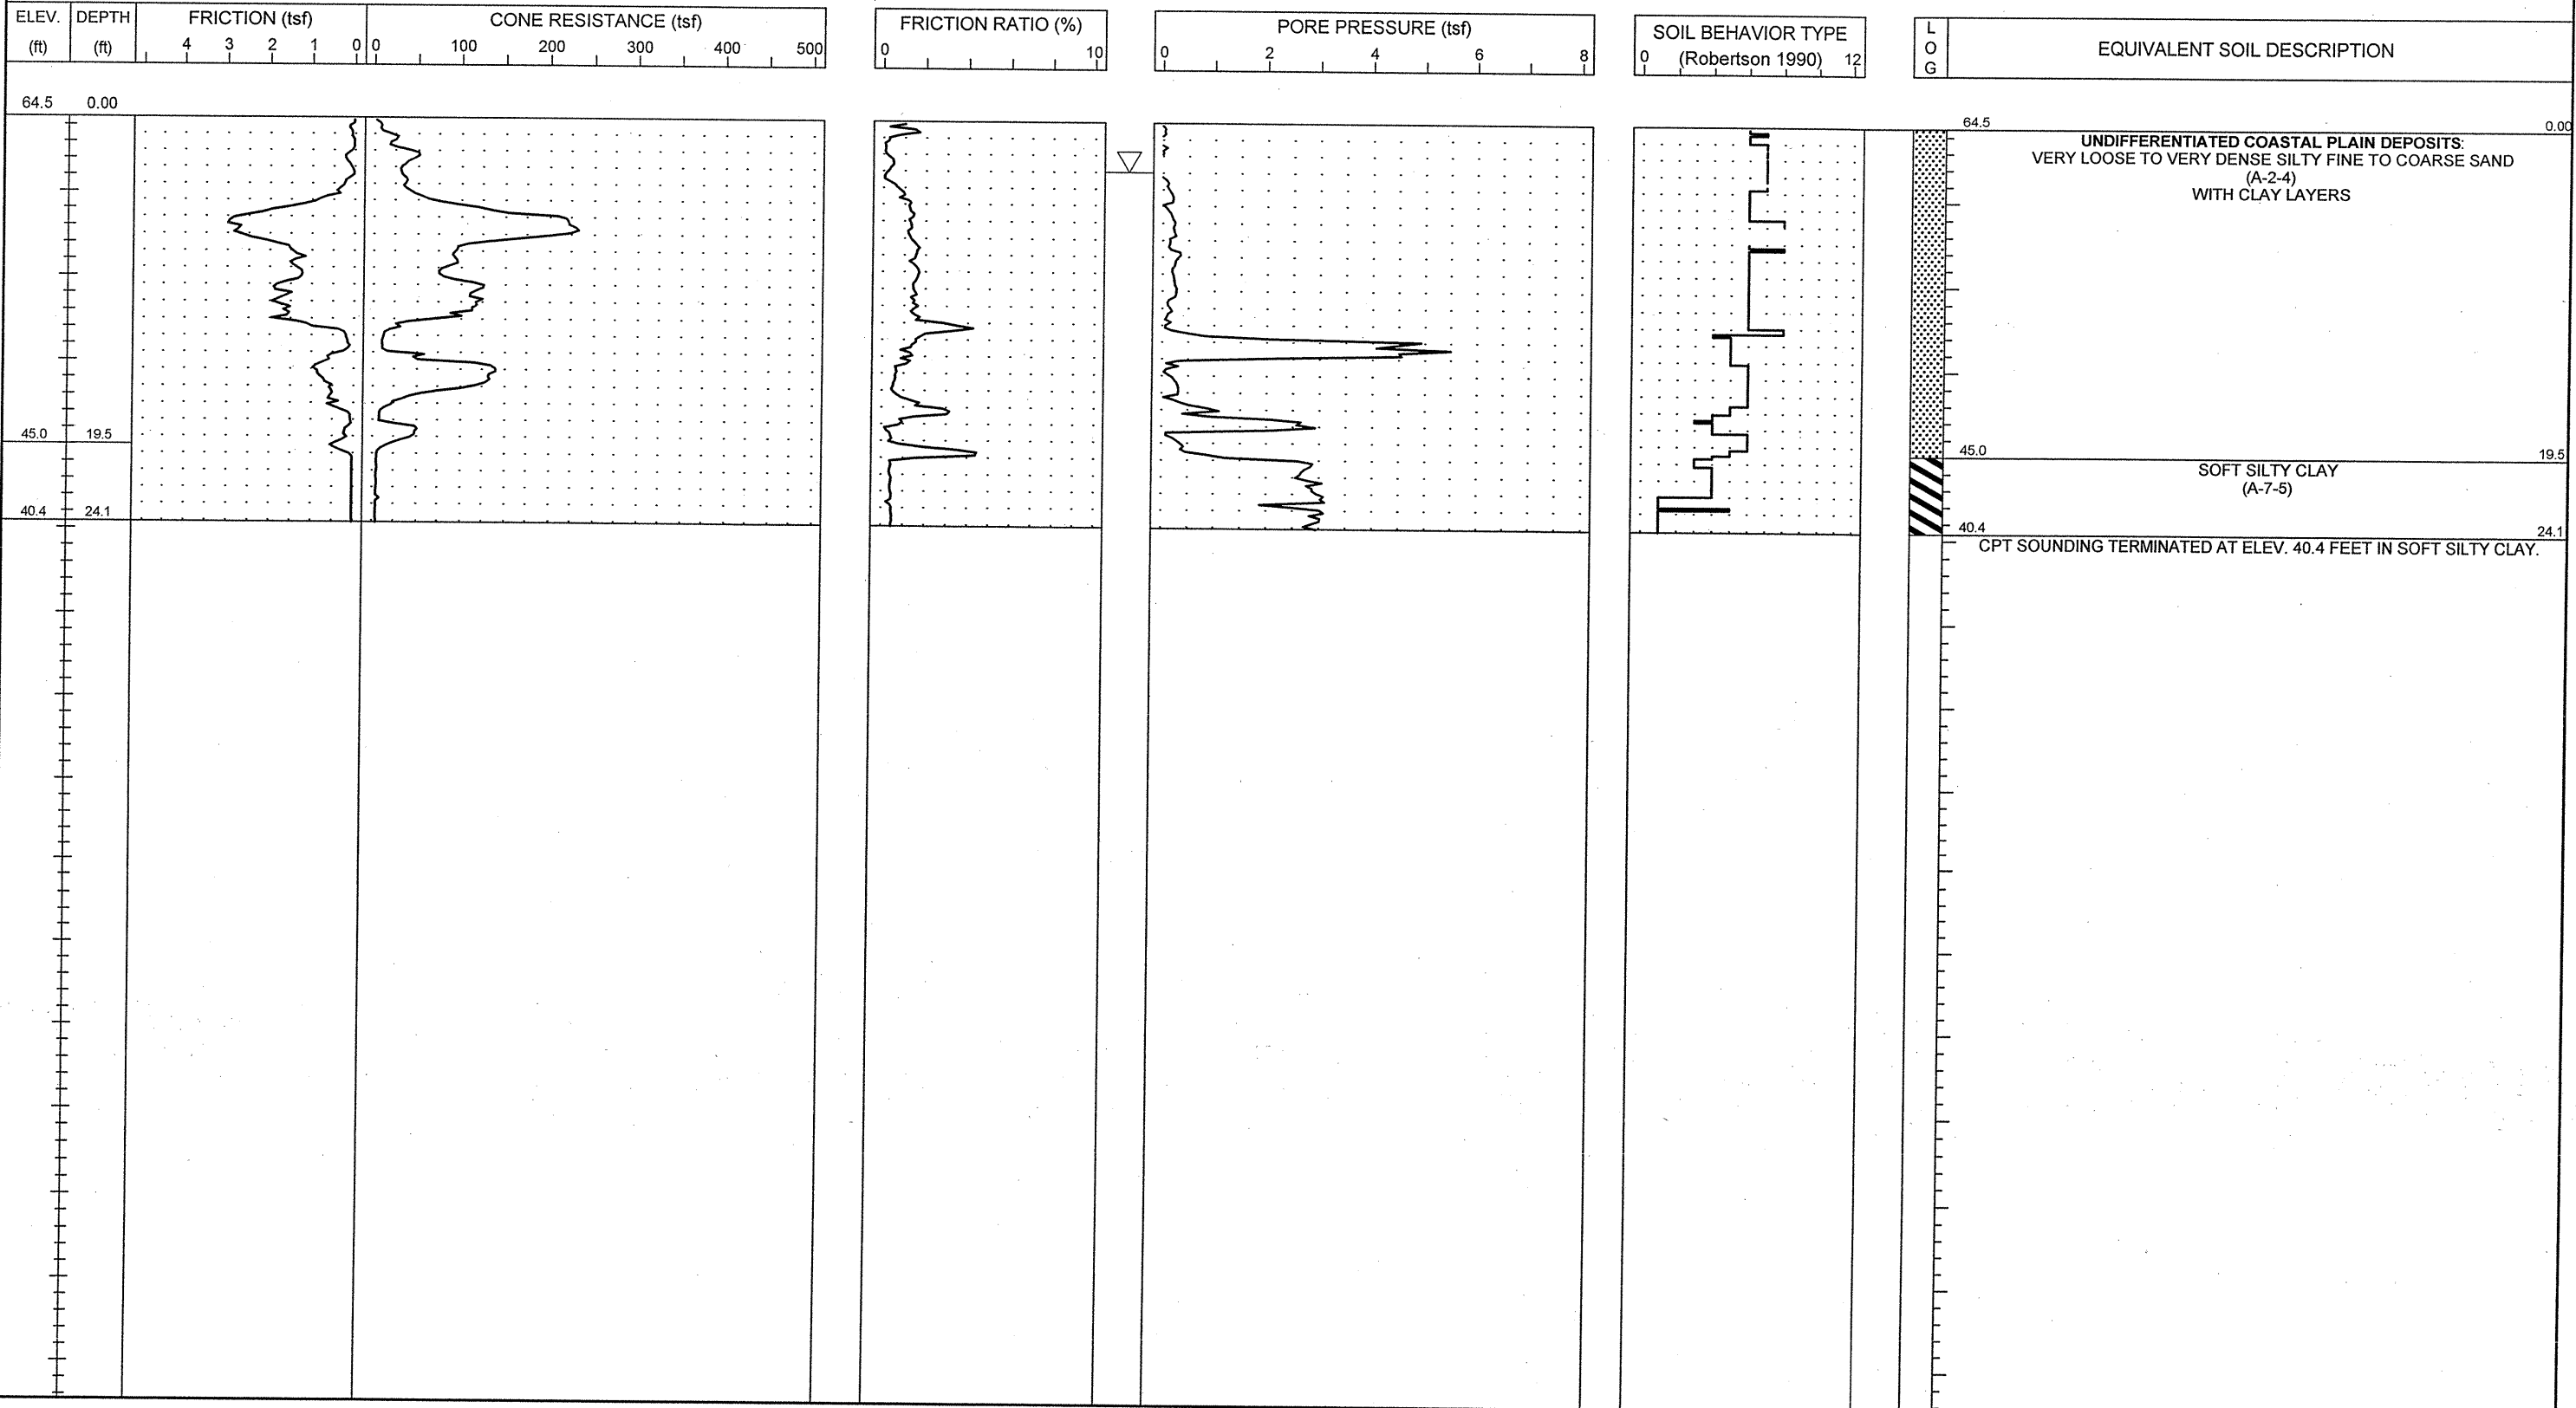 ELEV. DEPTH FRICTION (tsf) CONE RESISTANCE (tsf) FRICTION RATIO (%) PORE PRESSURE (tsf) SOIL BEHAVIOR TYPE L
(ft) (ft) 4 3 2 1 0 0 100 200 300 400 500 0 10 0 2 4 6 8 (Robertson 1990) O EQUIVALENT SOIL DESCRIPTION
0 12 G
64.5 0.00
64.5 0.00
UNDIFFERENTIATED COASTAL PLAIN DEPOSITS:
VERY LOOSE TO VERY DENSE SILTY FINE TO COARSE SAND
(A-2-4)
WITH CLAY LAYERS
45.0 19.5
45.0 19.5
SOFT SILTY CLAY
(A-7-5)
40.4 24.1
40.4 24.1
CPT SOUNDING TERMINATED AT ELEV. 40.4 FEET IN SOFT SILTY CLAY.